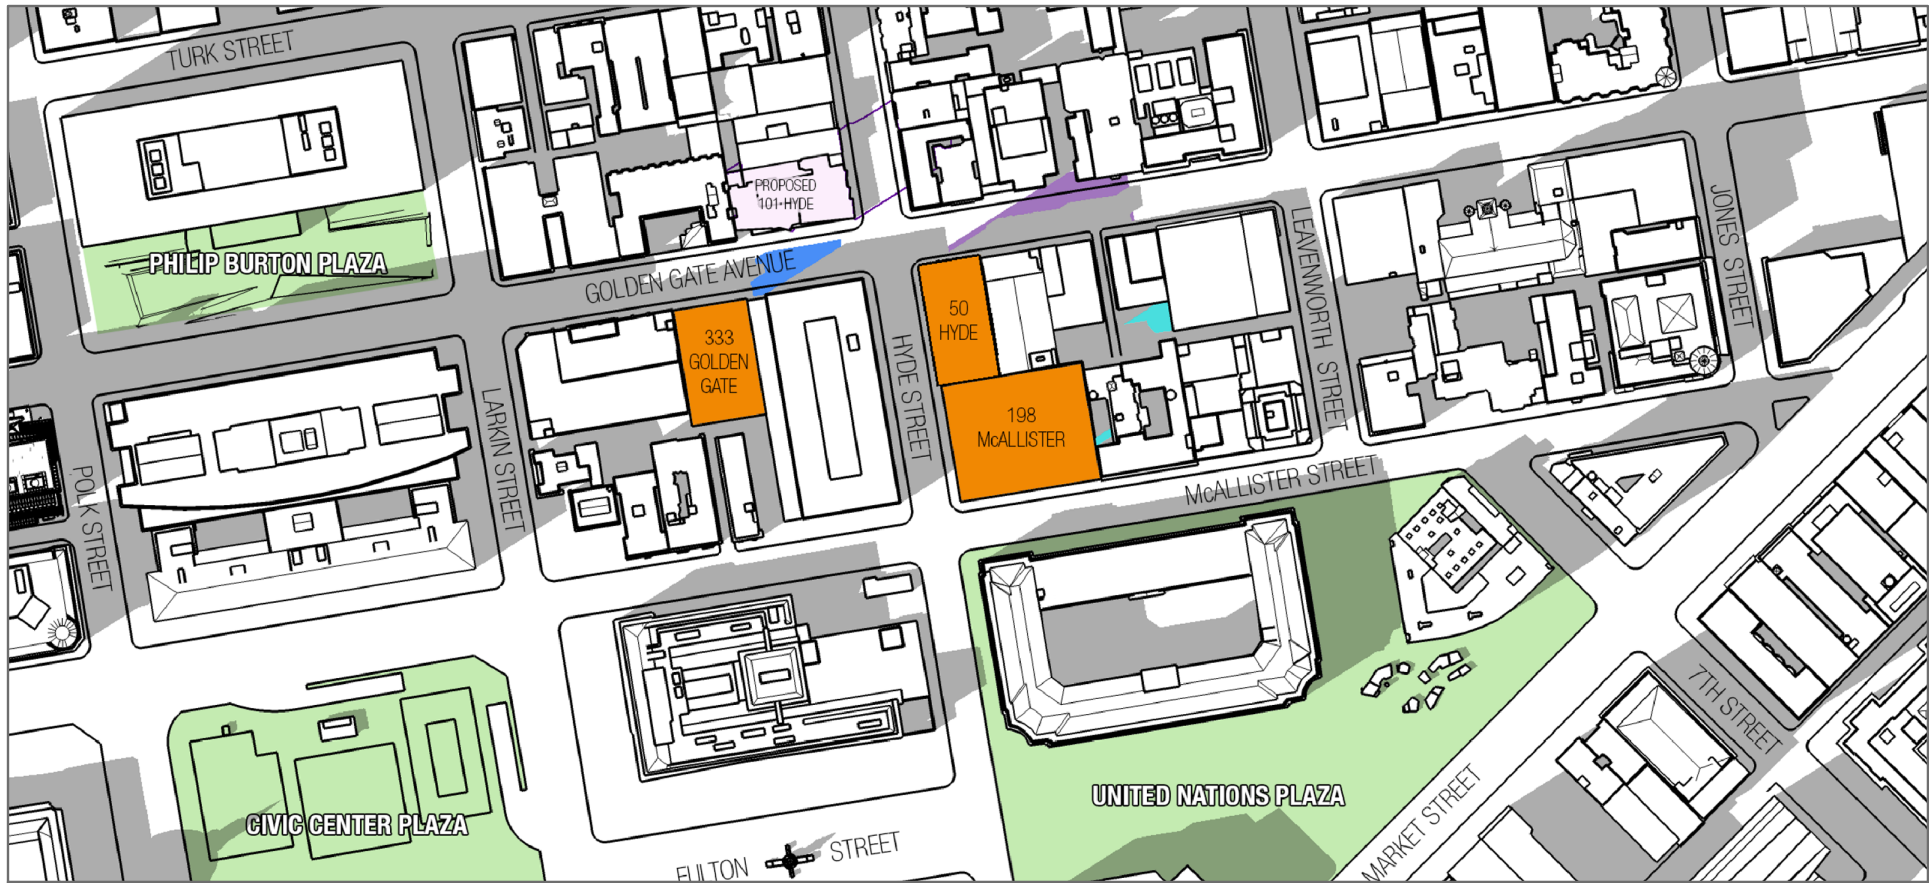 TURK STREET
PROPOSED
101 HYDE
PHILIP BURTON PLAZA
GOLDEN GATE AVENUE
333
GOLDEN
GATE
50
HYDE
198
McALLISTER
HYDE STREET
LEAVENWORTH STREET
JONES STREET
LARKIN STREET
POLK STREET
McALLISTER STREET
7TH STREET
UNITED NATIONS PLAZA
CIVIC CENTER PLAZA
MARKET STREET
FULTON STREET